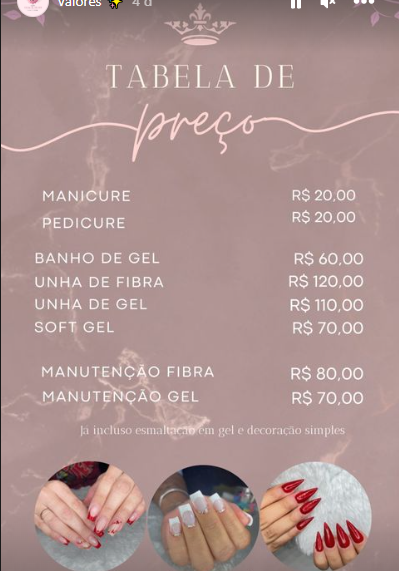 valores ✨ 4 d
TABELA DE
preço
MANICURE R$ 20,00
PEDICURE R$ 20,00
BANHO DE GEL R$ 60,00
UNHA DE FIBRA R$ 120,00
UNHA DE GEL R$ 110,00
SOFT GEL R$ 70,00
MANUTENÇÃO FIBRA R$ 80,00
MANUTENÇÃO GEL R$ 70,00
Já incluso esmaltação em gel e decoração simples